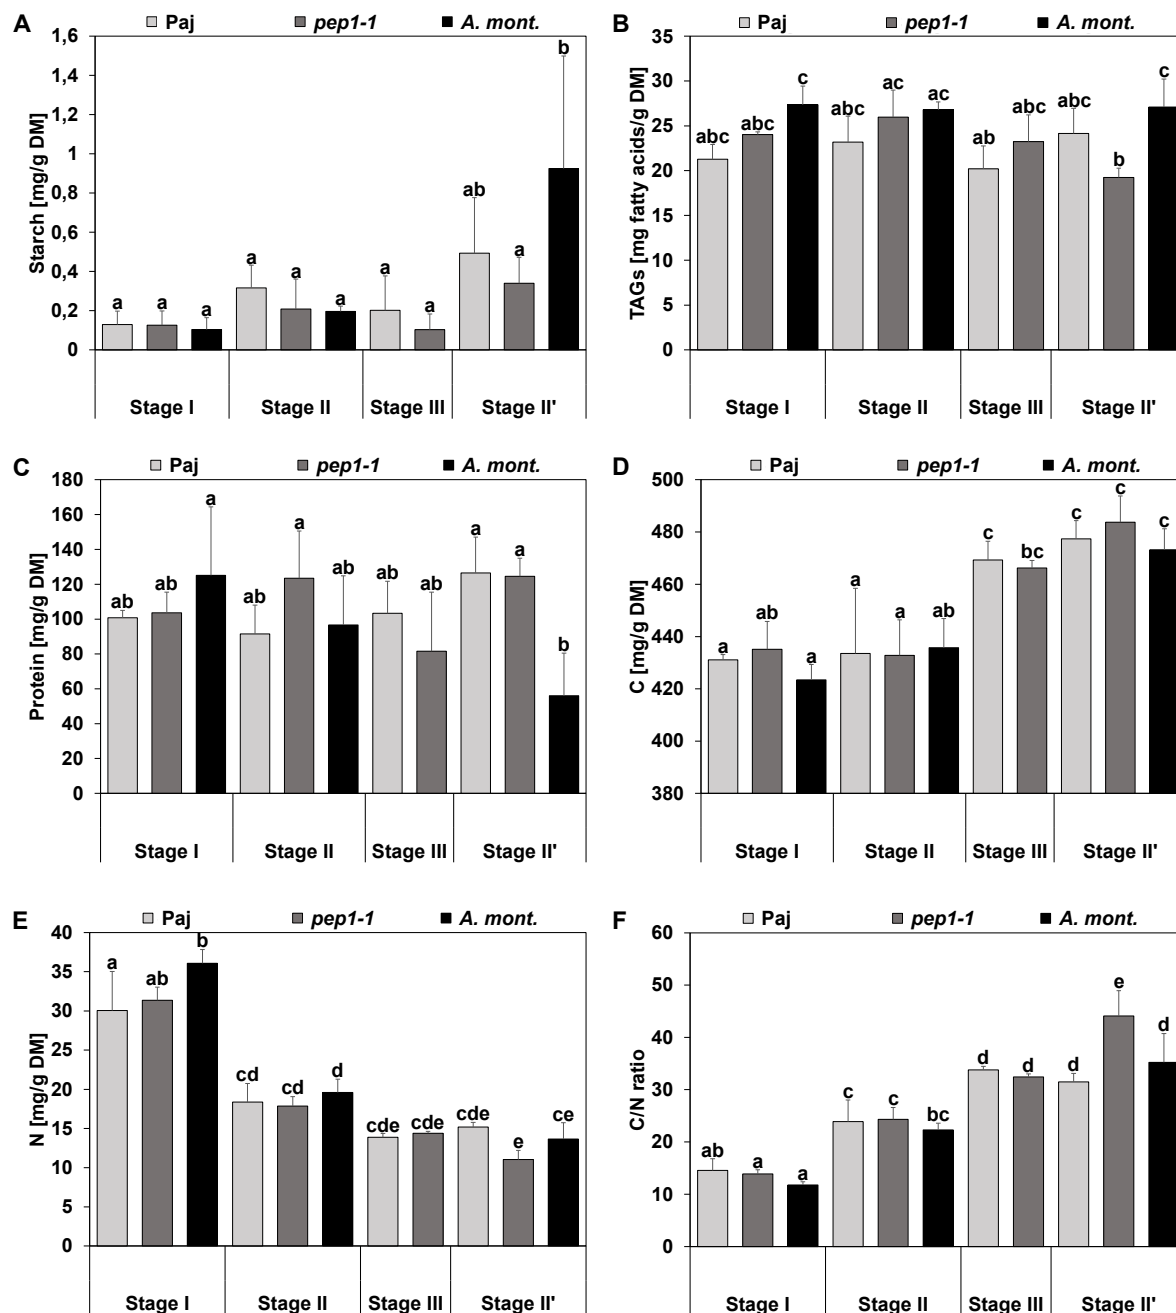 A
Paj pep1-1 A. mont.
Starch [mg/g DM]
1,6
1,4
1,2
1
0,8
0,6
0,4
0,2
0
a a a a a a a a ab a b
Stage I Stage II Stage III Stage II'
B
Paj pep1-1 A. mont.
TAGs [mg fatty acids/g DM]
35
30
25
20
15
10
5
0
abc abc c abc ac ac ab abc abc b c
Stage I Stage II Stage III Stage II'
C
Paj pep1-1 A. mont.
Protein [mg/g DM]
180
160
140
120
100
80
60
40
20
0
ab ab a ab a ab ab ab a a b
Stage I Stage II Stage III Stage II'
D
Paj pep1-1 A. mont.
C [mg/g DM]
500
480
460
440
420
400
380
a ab a a a ab c bc c c c
Stage I Stage II Stage III Stage II'
E
Paj pep1-1 A. mont.
N [mg/g DM]
40
35
30
25
20
15
10
5
0
a ab b cd cd d cde cde cde e ce
Stage I Stage II Stage III Stage II'
F
Paj pep1-1 A. mont.
C/N ratio
60
50
40
30
20
10
0
ab a a c c bc d d d e d
Stage I Stage II Stage III Stage II'